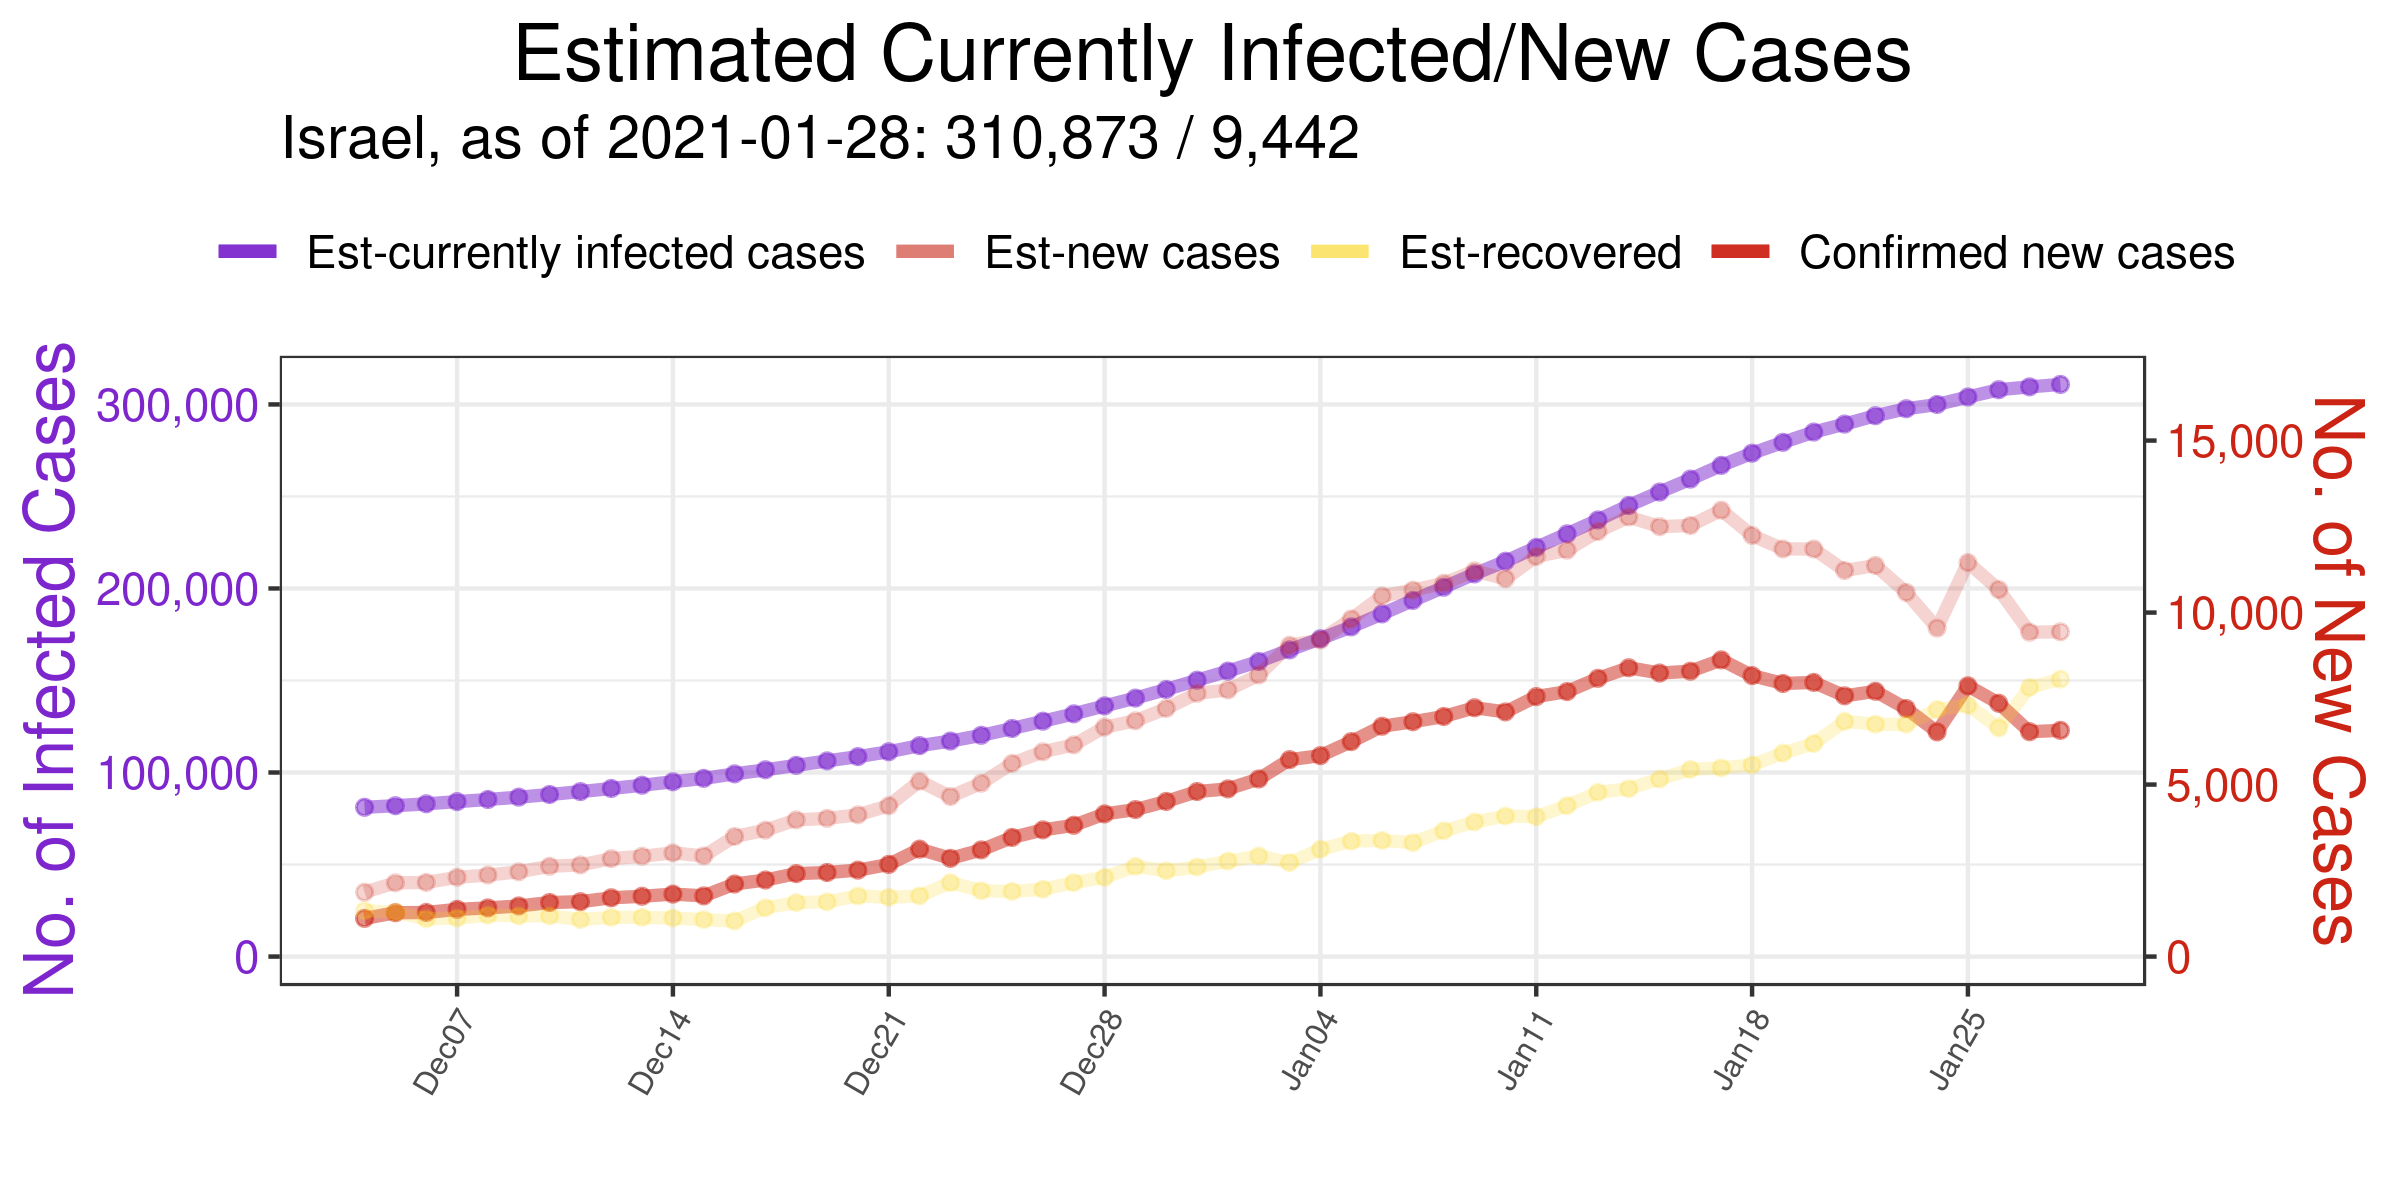 Estimated Currently Infected/New Cases
Israel, as of 2021-01-28: 310,873 / 9,442
Est-currently infected cases Est-new cases Est-recovered Confirmed new cases
No. of Infected Cases
300,000
200,000
100,000
0
15,000
10,000
5,000
0
No. of New Cases
Dec07 Dec14 Dec21 Dec28 Jan04 Jan11 Jan18 Jan25